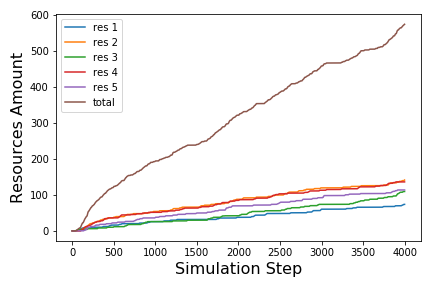 600
500
400
300
200
100
0
Resources Amount
res 1
res 2
res 3
res 4
res 5
total
0 500 1000 1500 2000 2500 3000 3500 4000
Simulation Step